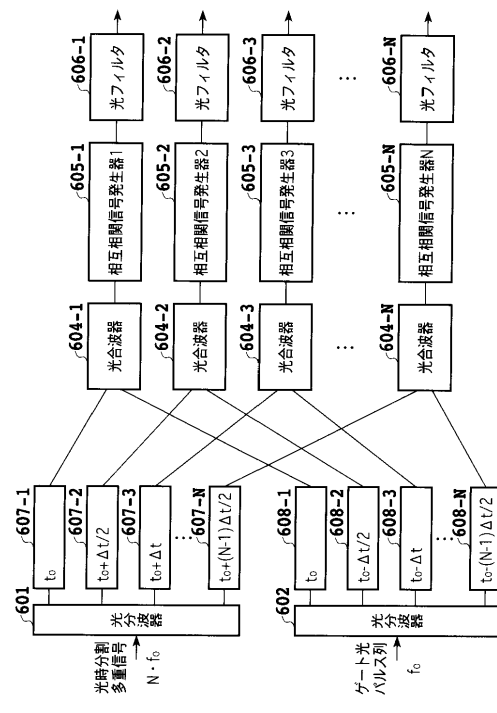 光時分割
多重信号
N・f₀
601
光分波器
607-1
t₀
607-2
t₀+Δt/2
607-3
t₀+Δt
⋮
607-N
t₀+(N-1)Δt/2
ゲート光
パルス列
f₀
602
光分波器
608-1
t₀
608-2
t₀-Δt/2
608-3
t₀-Δt
⋮
608-N
t₀-(N-1)Δt/2
604-1
光合波器
604-2
光合波器
604-3
光合波器
⋮
604-N
光合波器
605-1
相互相関信号発生器1
605-2
相互相関信号発生器2
605-3
相互相関信号発生器3
⋮
605-N
相互相関信号発生器N
606-1
光フィルタ
606-2
光フィルタ
606-3
光フィルタ
⋮
606-N
光フィルタ